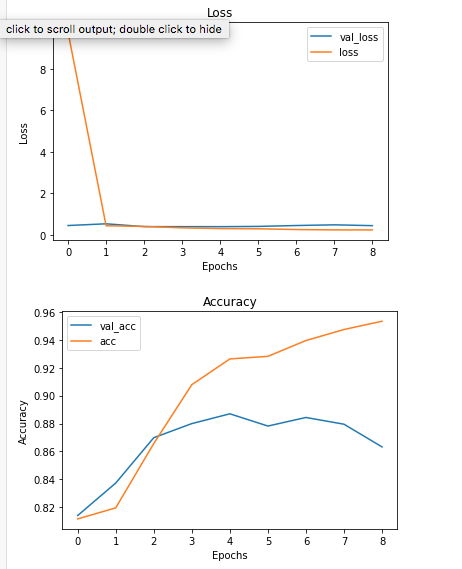 Loss
click to scroll output; double click to hide
val_loss
loss
8
6
4
2
0
Loss
0 1 2 3 4 5 6 7 8
Epochs
Accuracy
val_acc
acc
0.96
0.94
0.92
0.90
0.88
0.86
0.84
0.82
Accuracy
0 1 2 3 4 5 6 7 8
Epochs